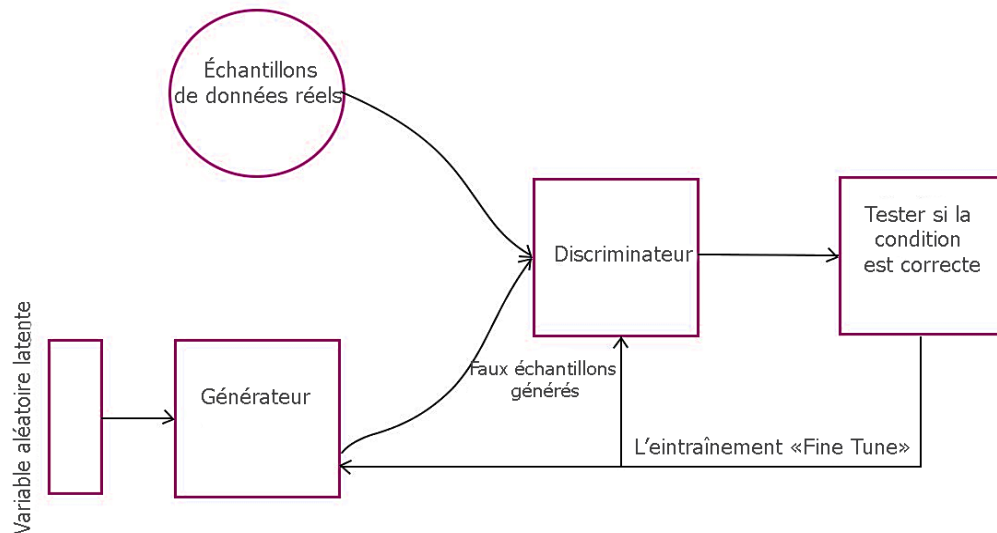 Échantillons
de données réels
Discriminateur
Tester si la
condition
est correcte
Variable aléatoire latente
Générateur
Faux échantillons
générés
L'eintraînement «Fine Tune»